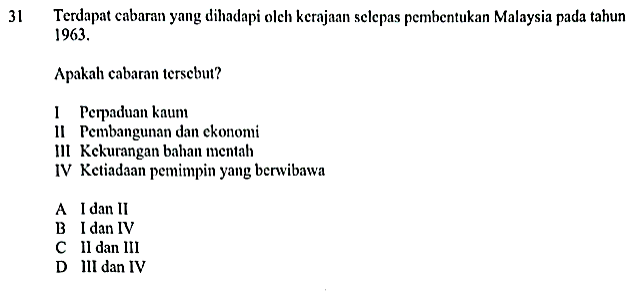 31 Terdapat cabaran yang dihadapi oleh kerajaan selepas pembentukan Malaysia pada tahun
1963.
Apakah cabaran tersebut?
I Perpaduan kaum
II Pembangunan dan ekonomi
III Kekurangan bahan mentah
IV Ketiadaan pemimpin yang berwibawa
A I dan II
B I dan IV
C II dan III
D III dan IV